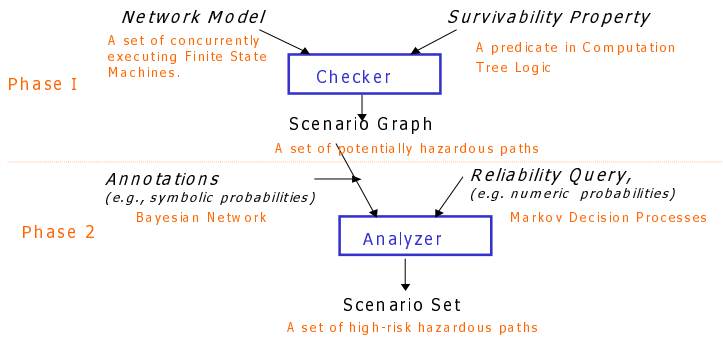 Network Model
Survivability Property
A set of concurrently
executing Finite State
Machines.
A predicate in Computation
Tree Logic
Phase I
Checker
Scenario Graph
A set of potentially hazardous paths
Annotations
(e.g., symbolic probabilities)
Bayesian Network
Reliability Query,
(e.g. numeric probabilities)
Markov Decision Processes
Phase 2
Analyzer
Scenario Set
A set of high-risk hazardous paths